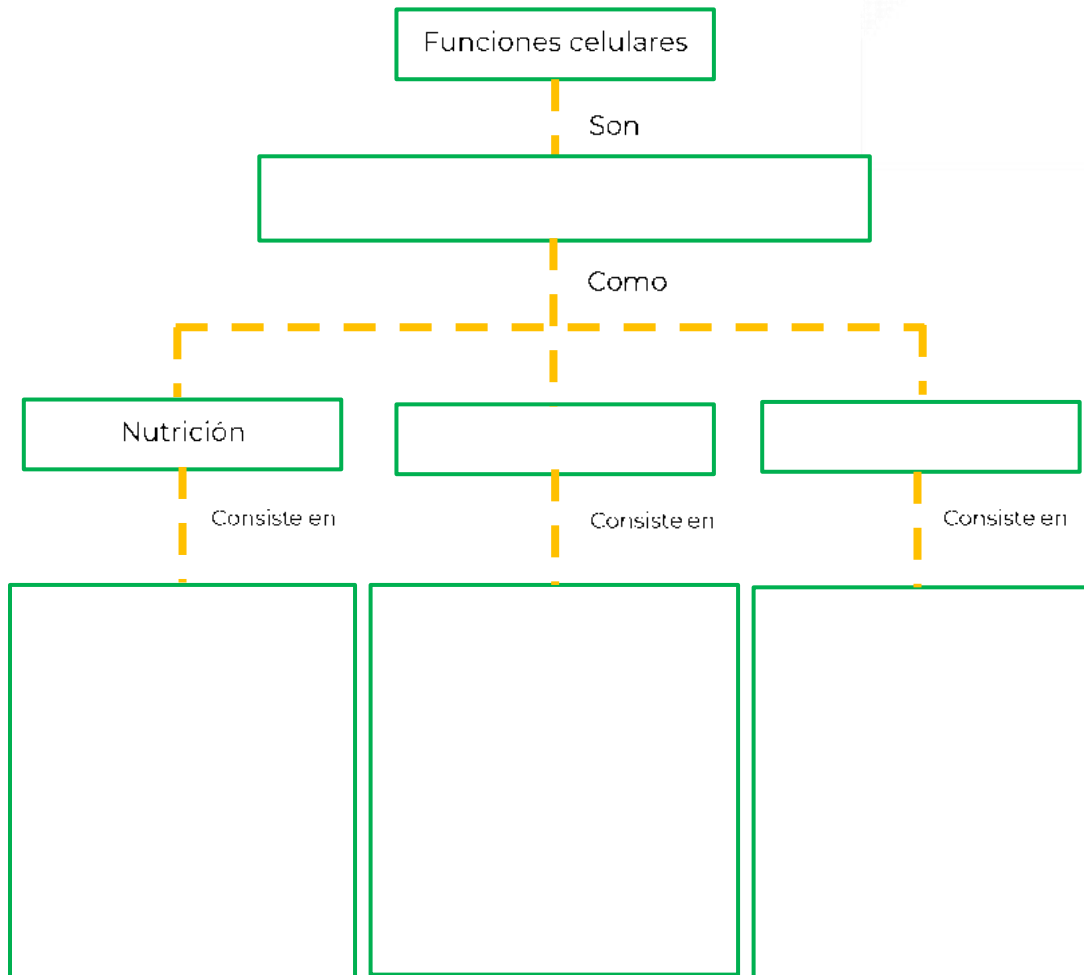 Funciones celulares
Son
Como
Nutrición
Consiste en
Consiste en
Consiste en